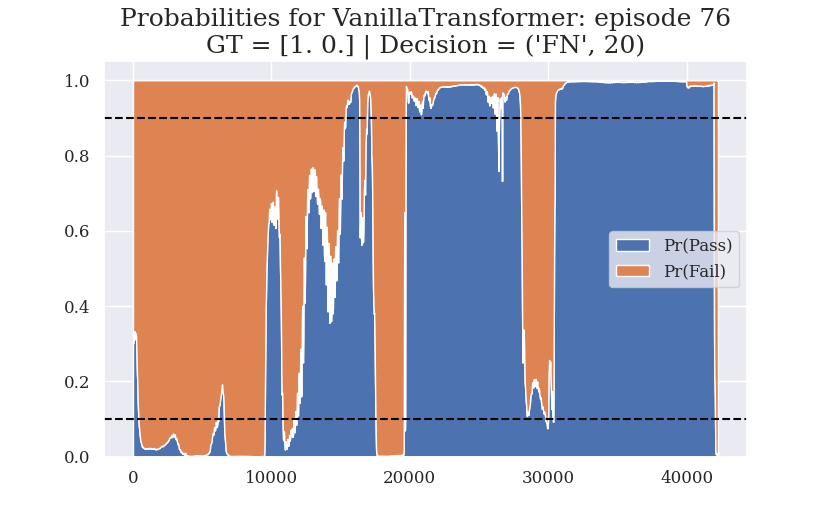 Probabilities for VanillaTransformer: episode 76
GT = [1. 0.] | Decision = ('FN', 20)
1.0
0.8
0.6
0.4
0.2
0.0
Pr(Pass)
Pr(Fail)
0
10000
20000
30000
40000